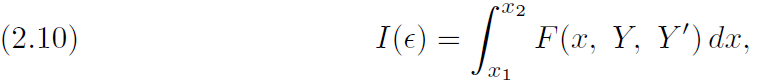 (2.10) I(ϵ) = ∫_{x_1}^{x_2} F(x, Y, Y′) dx,